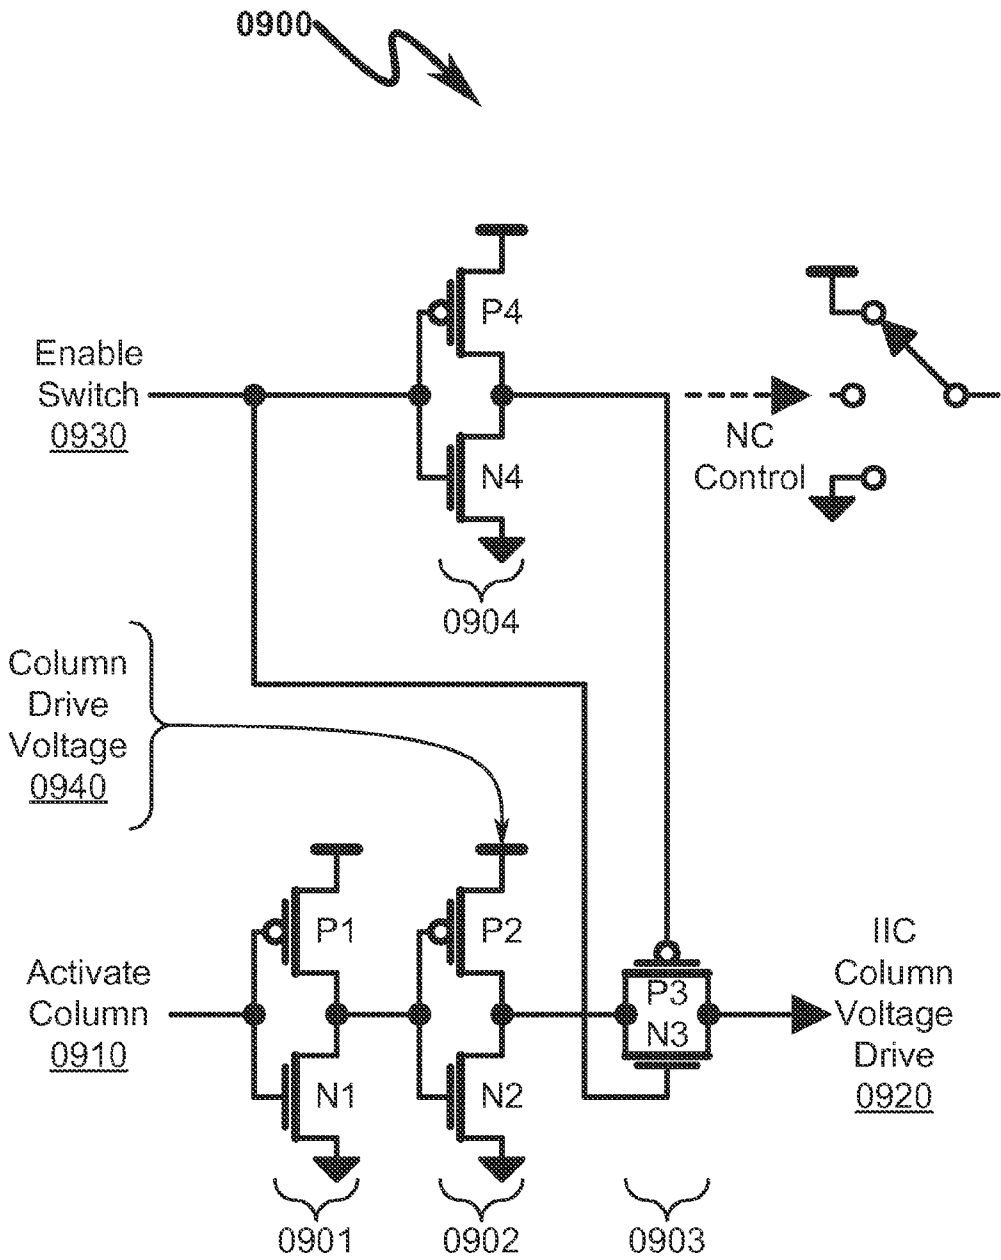 0900
P4
Enable
Switch
0930
NC
Control
N4
0904
Column
Drive
Voltage
0940
P1
P2
Activate
Column
0910
P3
N3
IIC
Column
Voltage
Drive
0920
N1
N2
0901
0902
0903